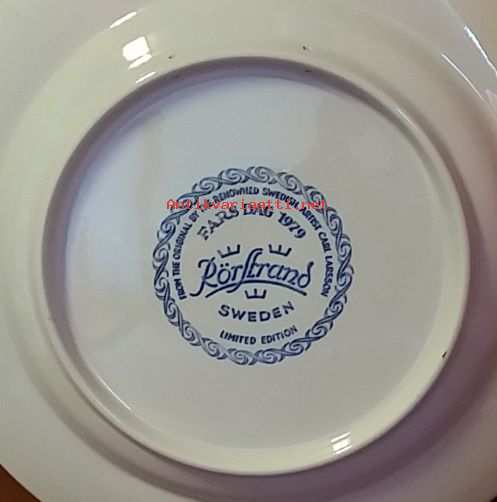 FROM THE ORIGINAL BY THE RENOWNED SWEDISH ARTIST CARL LARSSON
Antikvariaatti.net
FARS DAG 1979
Rörstrand
SWEDEN
LIMITED EDITION